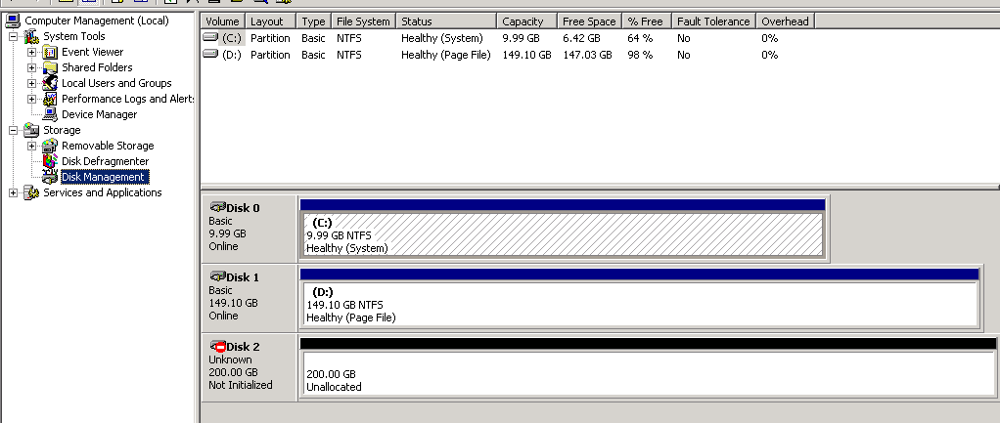 Computer Management (Local)
System Tools
Event Viewer
Shared Folders
Local Users and Groups
Performance Logs and Alerts
Device Manager
Storage
Removable Storage
Disk Defragmenter
Disk Management
Services and Applications
Volume Layout Type File System Status Capacity Free Space % Free Fault Tolerance Overhead
(C:) Partition Basic NTFS Healthy (System) 9.99 GB 6.42 GB 64 % No 0%
(D:) Partition Basic NTFS Healthy (Page File) 149.10 GB 147.03 GB 98 % No 0%
Disk 0
Basic
9.99 GB
Online
(C:)
9.99 GB NTFS
Healthy (System)
Disk 1
Basic
149.10 GB
Online
(D:)
149.10 GB NTFS
Healthy (Page File)
Disk 2
Unknown
200.00 GB
Not Initialized
200.00 GB
Unallocated